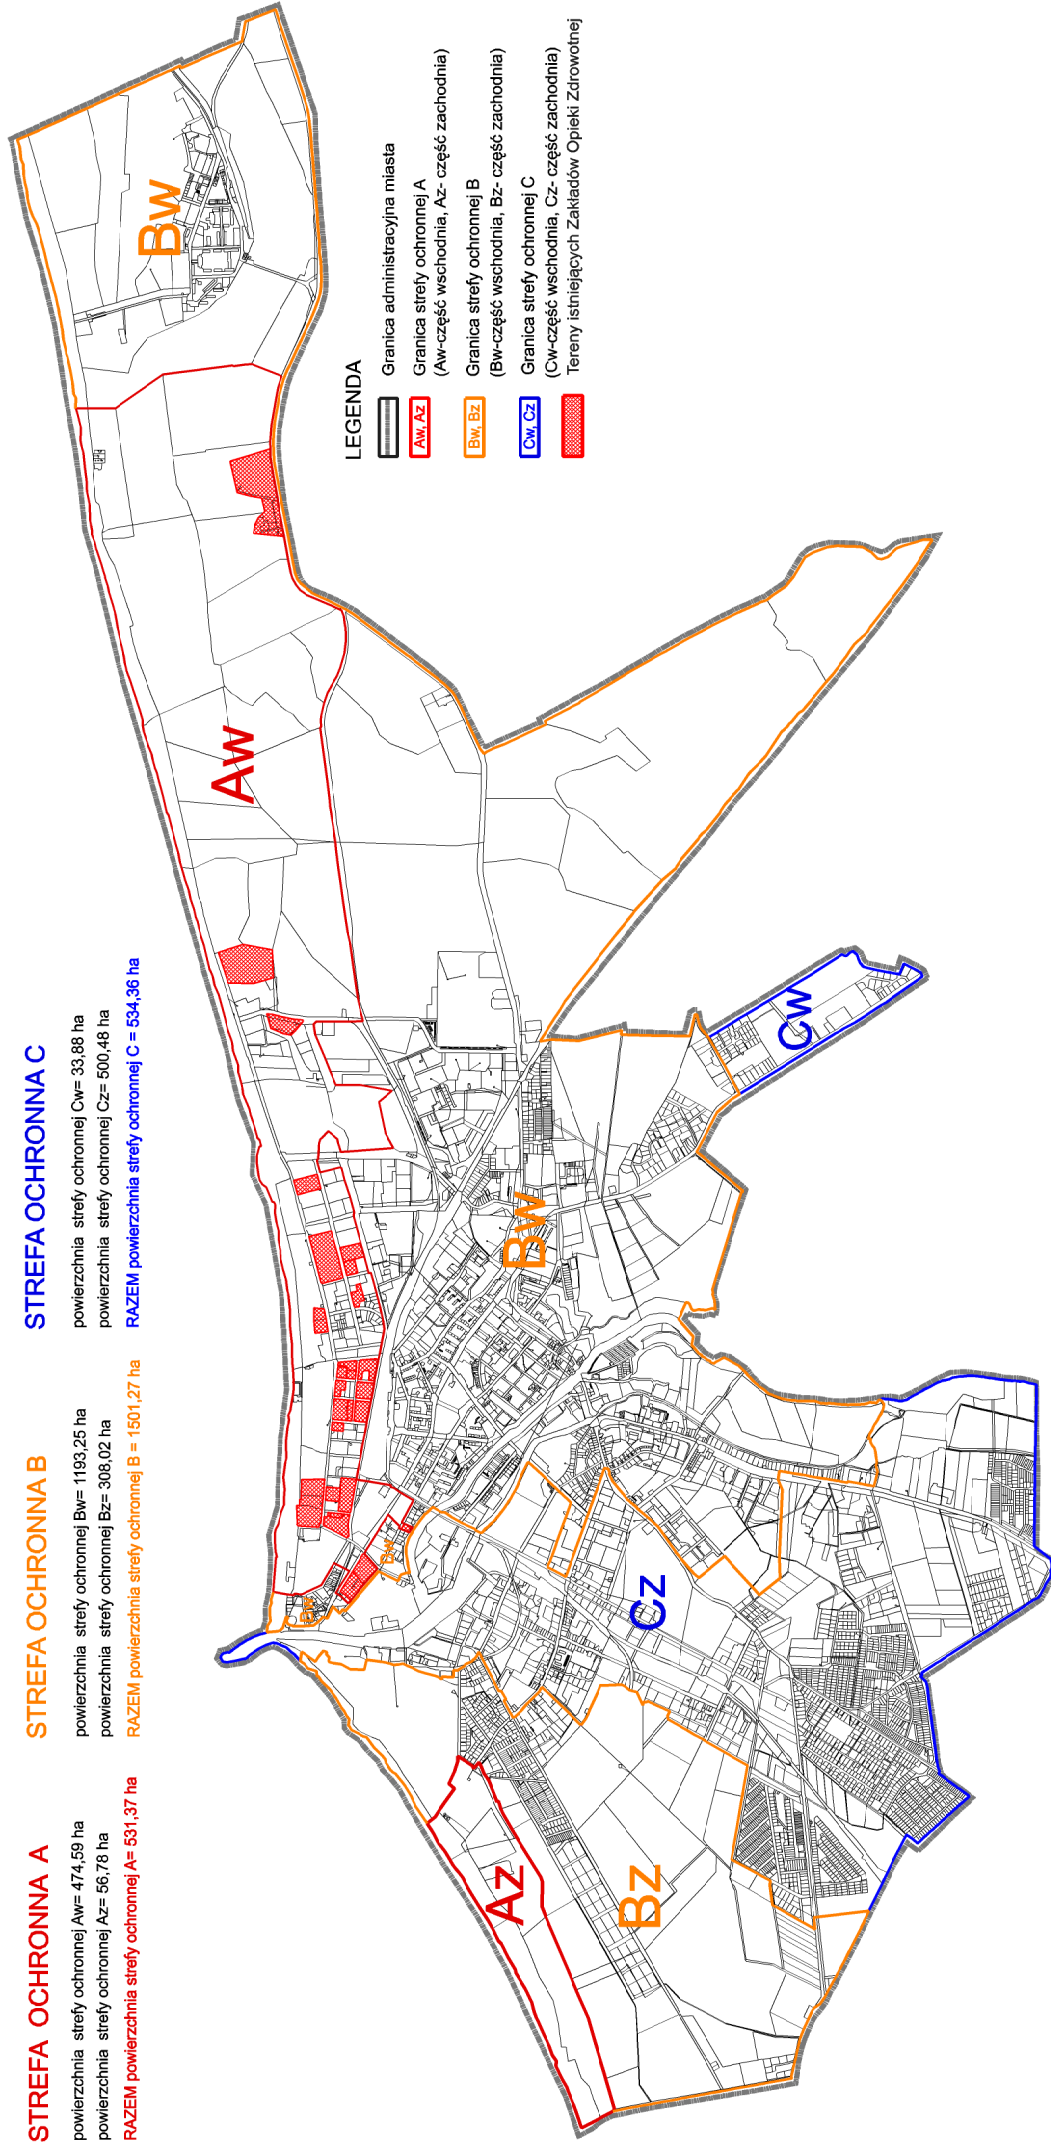 STREFA OCHRONNA A
powierzchnia strefy ochronnej Aw= 474,59 ha
powierzchnia strefy ochronnej Az= 56,78 ha
RAZEM powierzchnia strefy ochronnej A= 531,37 ha
STREFA OCHRONNA B
powierzchnia strefy ochronnej Bw= 1193,25 ha
powierzchnia strefy ochronnej Bz= 308,02 ha
RAZEM powierzchnia strefy ochronnej B = 1501,27 ha
STREFA OCHRONNA C
powierzchnia strefy ochronnej Cw= 33,88 ha
powierzchnia strefy ochronnej Cz= 500,48 ha
RAZEM powierzchnia strefy ochronnej C = 534,36 ha
LEGENDA
Granica administracyjna miasta
Aw, Az Granica strefy ochronnej A
(Aw-część wschodnia, Az- część zachodnia)
Bw, Bz Granica strefy ochronnej B
(Bw-część wschodnia, Bz- część zachodnia)
Cw, Cz Granica strefy ochronnej C
(Cw-część wschodnia, Cz- część zachodnia)
Tereny istniejących Zakładów Opieki Zdrowotnej
Bw
Aw
Az
Bw
Bw
Bz
Bw
Cz
Cw